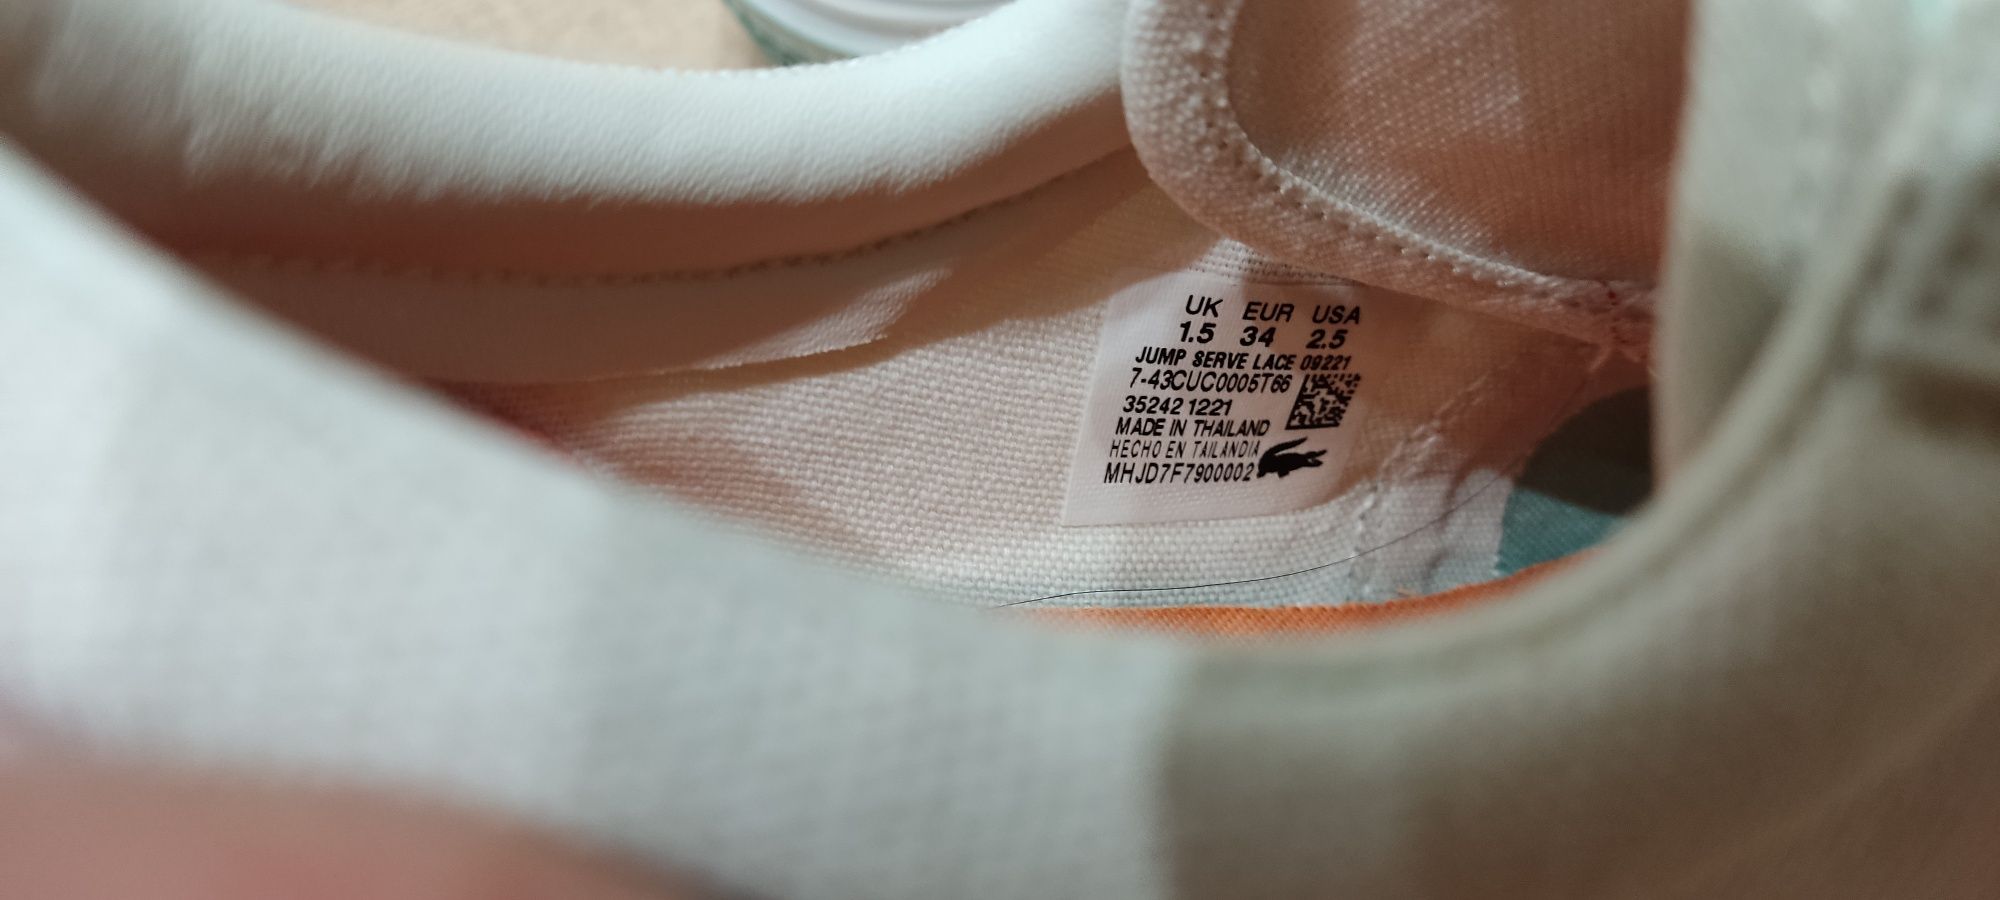 UK EUR USA
1.5 34 2.5
JUMP SERVE LACE 09221
7-43CUC0005T66
35242 1221
MADE IN THAILAND
HECHO EN TAILANDIA
MHJD7F7900002